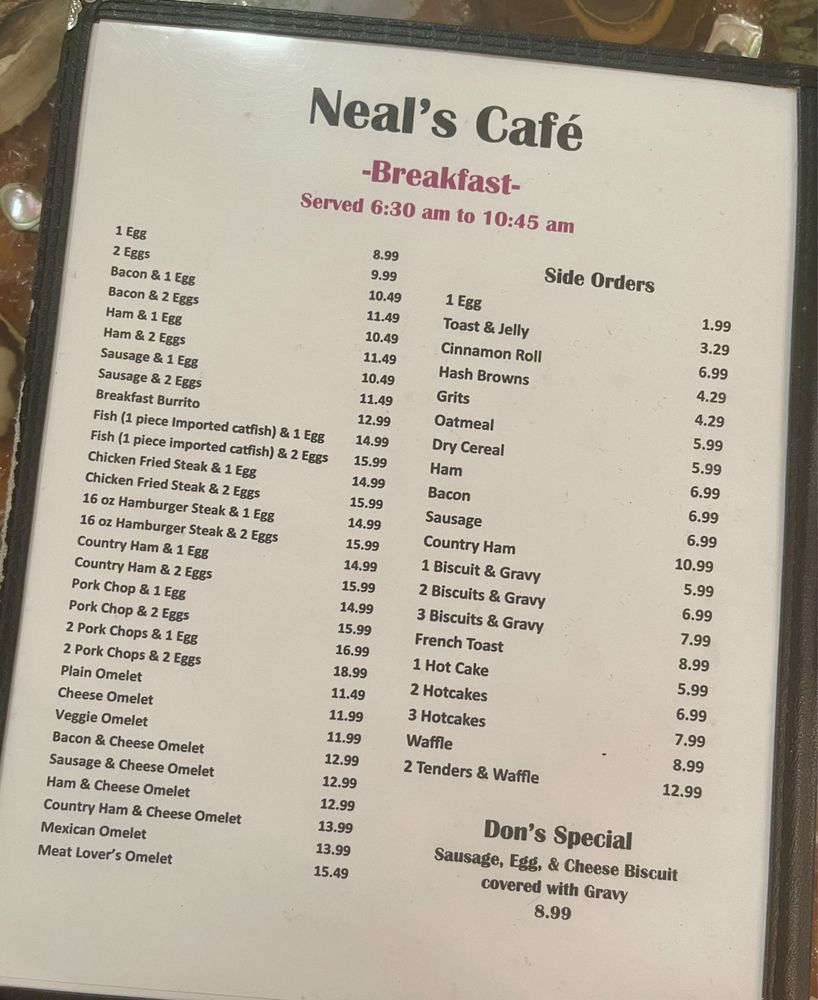 Neal's Café
-Breakfast-
Served 6:30 am to 10:45 am
1 Egg 8.99
2 Eggs 9.99
Bacon & 1 Egg 10.49
Bacon & 2 Eggs 11.49
Ham & 1 Egg 10.49
Ham & 2 Eggs 11.49
Sausage & 1 Egg 10.49
Sausage & 2 Eggs 11.49
Breakfast Burrito 12.99
Fish (1 piece Imported catfish) & 1 Egg 14.99
Fish (1 piece imported catfish) & 2 Eggs 15.99
Chicken Fried Steak & 1 Egg 14.99
Chicken Fried Steak & 2 Eggs 15.99
16 oz Hamburger Steak & 1 Egg 14.99
16 oz Hamburger Steak & 2 Eggs 15.99
Country Ham & 1 Egg 14.99
Country Ham & 2 Eggs 15.99
Pork Chop & 1 Egg 14.99
Pork Chop & 2 Eggs 15.99
2 Pork Chops & 1 Egg 16.99
2 Pork Chops & 2 Eggs 18.99
Plain Omelet 11.49
Cheese Omelet 11.99
Veggie Omelet 11.99
Bacon & Cheese Omelet 12.99
Sausage & Cheese Omelet 12.99
Ham & Cheese Omelet 12.99
Country Ham & Cheese Omelet 13.99
Mexican Omelet 13.99
Meat Lover's Omelet 15.49
Side Orders
1 Egg 1.99
Toast & Jelly 3.29
Cinnamon Roll 6.99
Hash Browns 4.29
Grits 4.29
Oatmeal 5.99
Dry Cereal 5.99
Ham 6.99
Bacon 6.99
Sausage 6.99
Country Ham 10.99
1 Biscuit & Gravy 5.99
2 Biscuits & Gravy 6.99
3 Biscuits & Gravy 7.99
French Toast 8.99
1 Hot Cake 5.99
2 Hotcakes 6.99
3 Hotcakes 7.99
Waffle 8.99
2 Tenders & Waffle 12.99
Don's Special
Sausage, Egg, & Cheese Biscuit
covered with Gravy
8.99